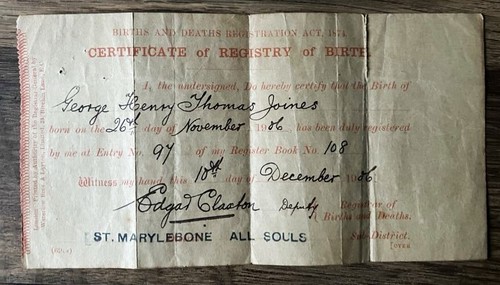 BIRTHS AND DEATHS REGISTRATION ACT, 1874
CERTIFICATE of REGISTRY of BIRTH.
I, the undersigned, Do hereby certify that the Birth of
George Henry Thomas Joines
born on the 26th day of November 1906 has been duly registered
by me at Entry No. 97 of my Register Book No. 108
Witness my hand, this 10th day of December 1906
Edgar Claxton Deputy Registrar of
Births and Deaths.
ST. MARYLEBONE ALL SOULS Sub-District.
[OVER